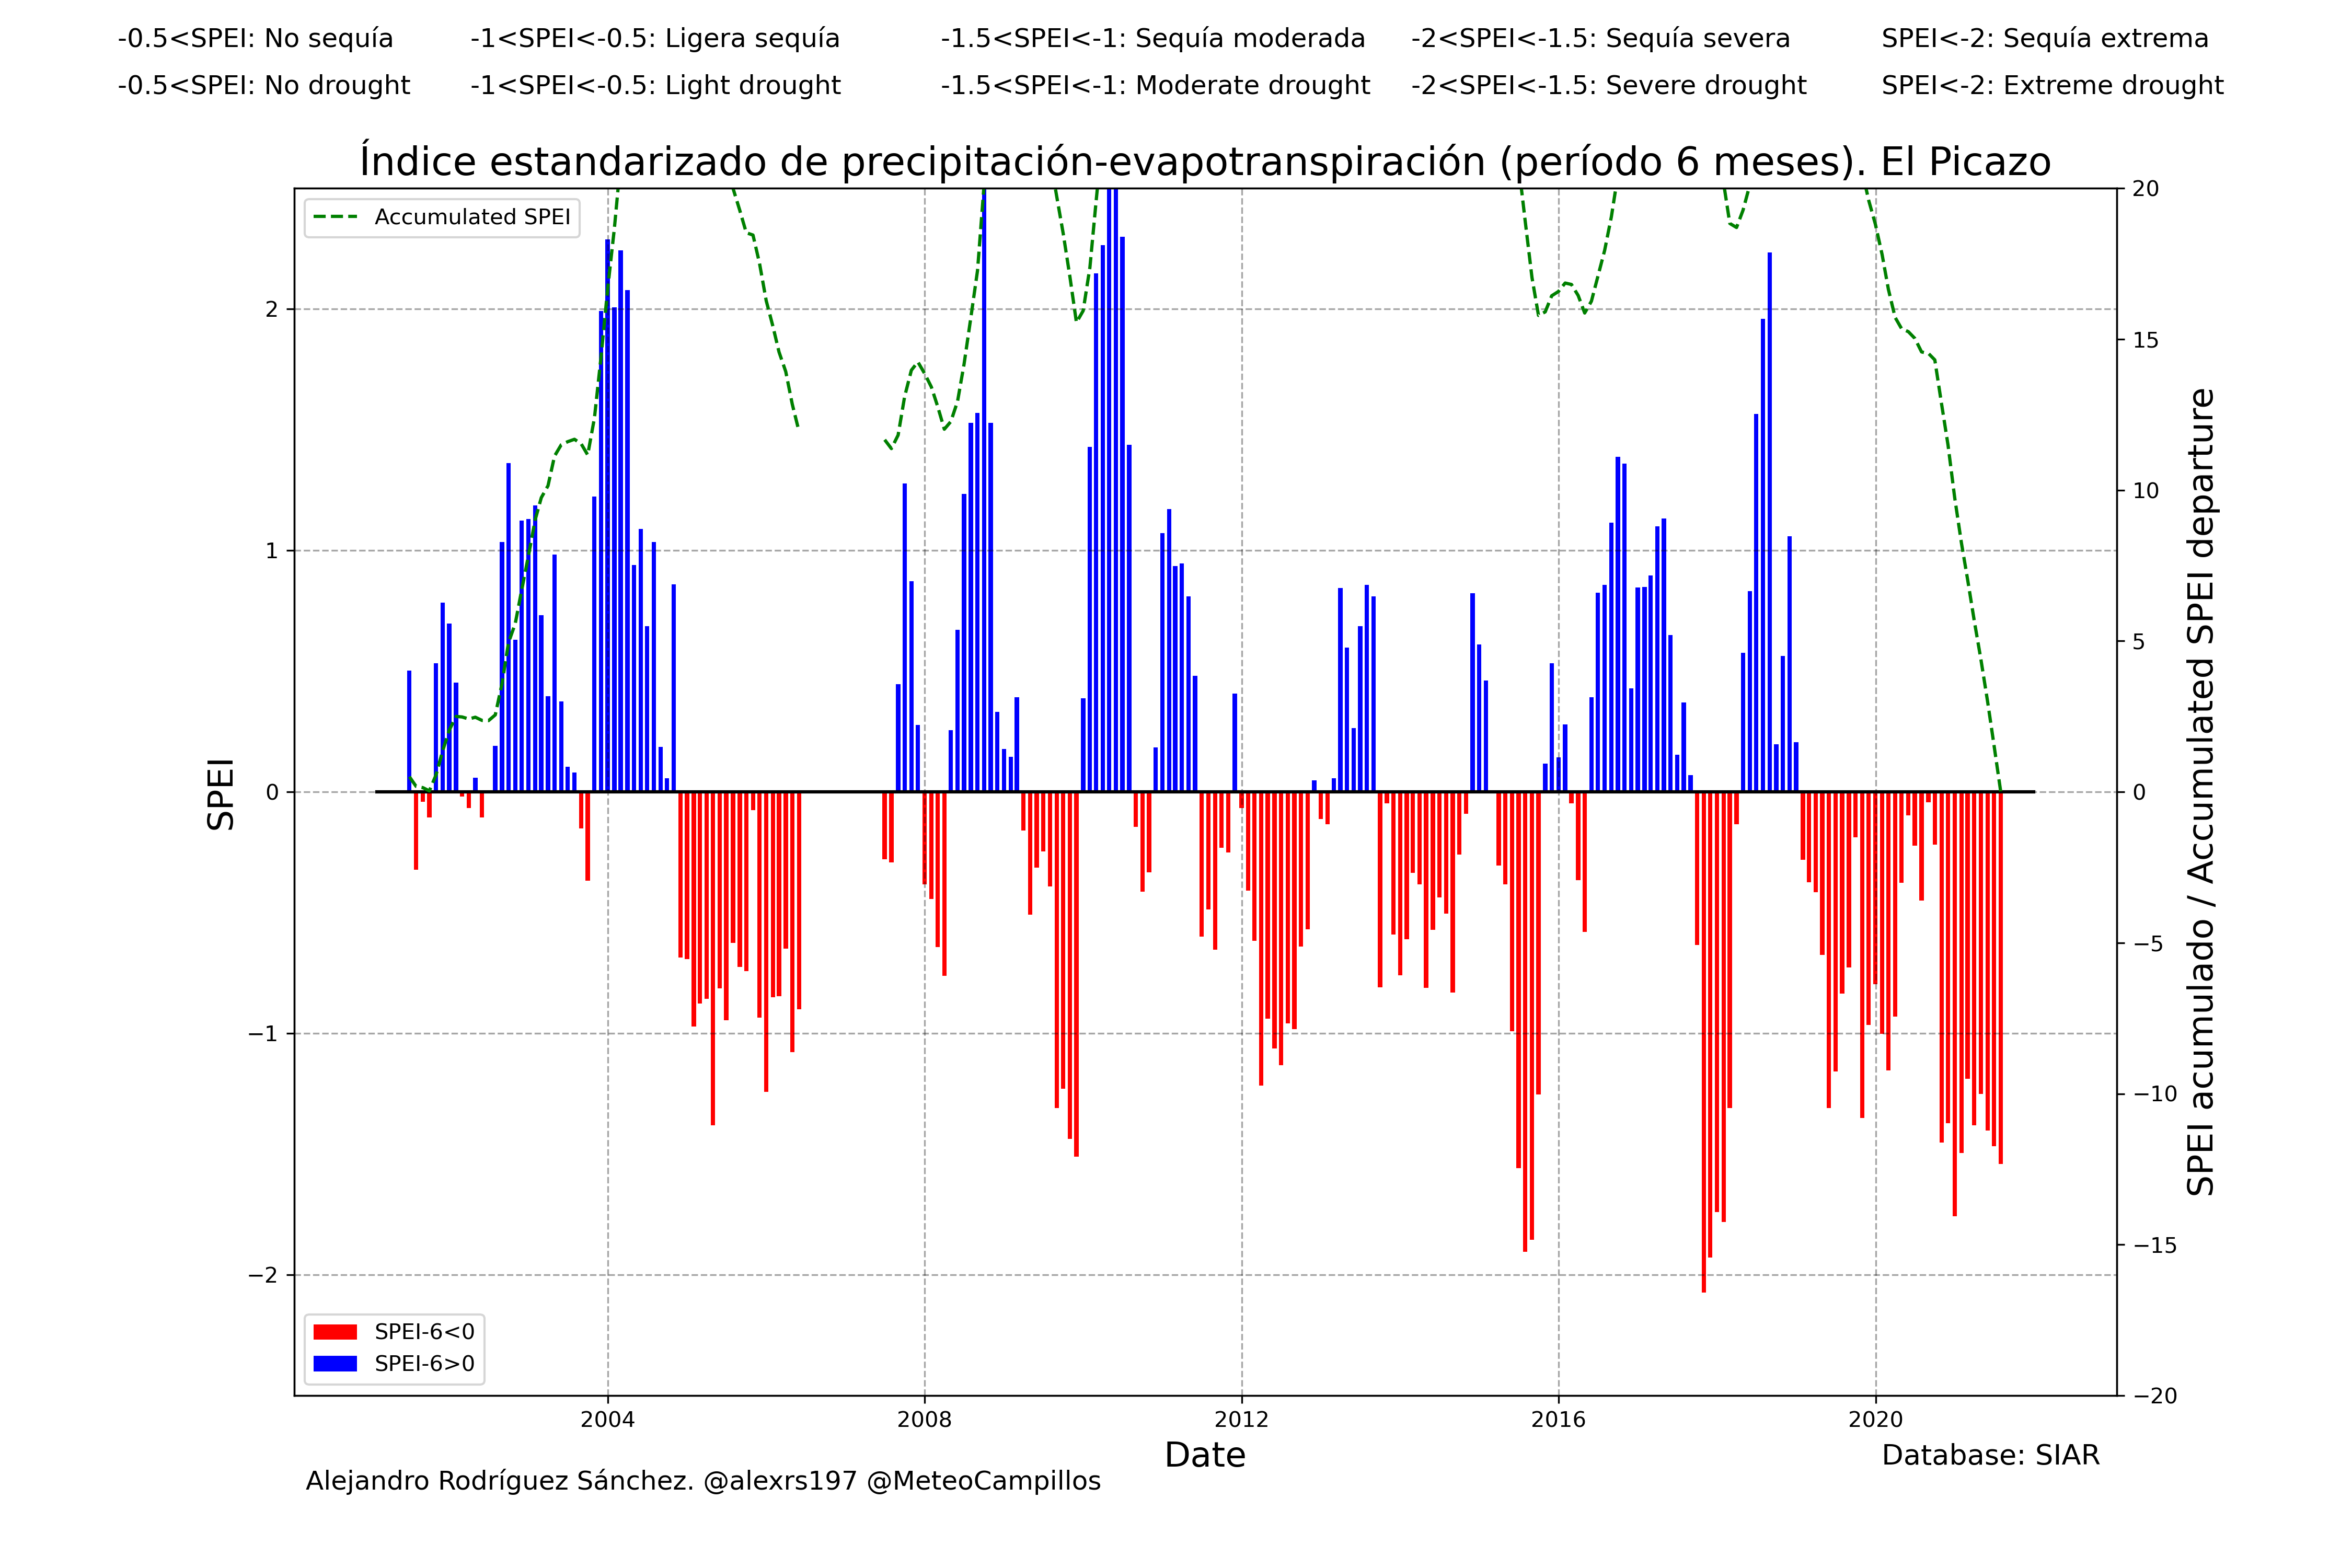 -0.5<SPEI: No sequía -1<SPEI<-0.5: Ligera sequía -1.5<SPEI<-1: Sequía moderada -2<SPEI<-1.5: Sequía severa SPEI<-2: Sequía extrema
-0.5<SPEI: No drought -1<SPEI<-0.5: Light drought -1.5<SPEI<-1: Moderate drought -2<SPEI<-1.5: Severe drought SPEI<-2: Extreme drought
Índice estandarizado de precipitación-evapotranspiración (período 6 meses). El Picazo
Accumulated SPEI
2
1
0
−1
−2
SPEI
20
15
10
5
0
−5
−10
−15
−20
SPEI acumulado / Accumulated SPEI departure
SPEI-6<0
SPEI-6>0
2004 2008 2012 2016 2020
Date
Database: SIAR
Alejandro Rodríguez Sánchez. @alexrs197 @MeteoCampillos